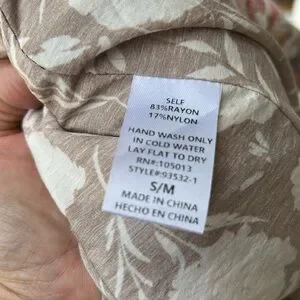 SELF
83%RAYON
17%NYLON
HAND WASH ONLY
IN COLD WATER
LAY FLAT TO DRY
RN#:105013
STYLE#:93532-1
S/M
MADE IN CHINA
HECHO EN CHINA